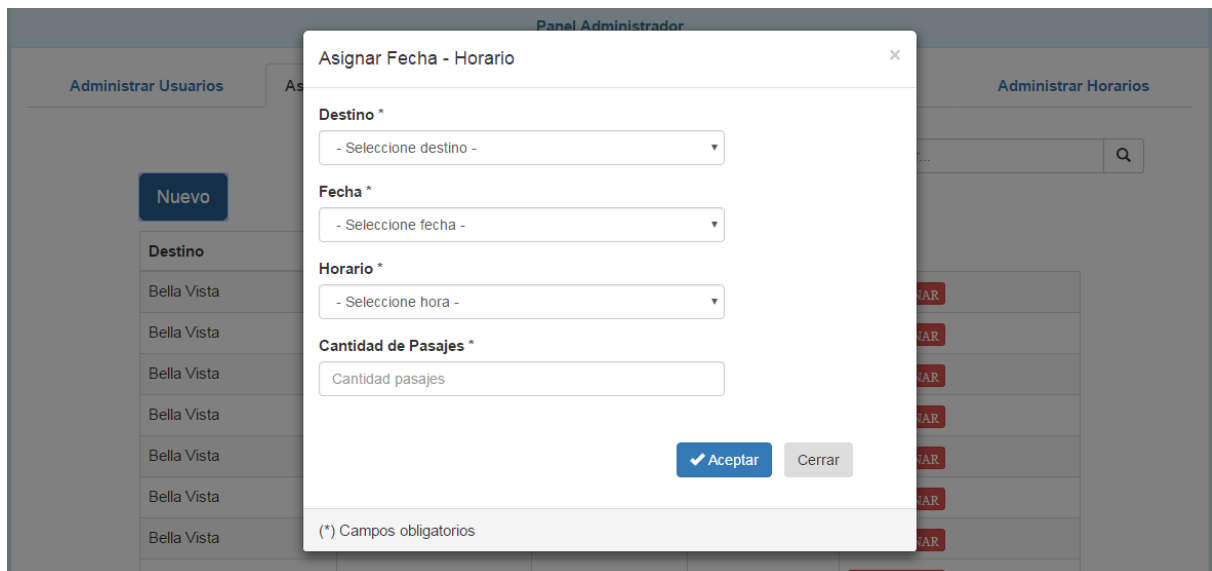 Panel Administrador
Asignar Fecha - Horario ×
Administrar Usuarios As Administrar Horarios
Destino *
- Seleccione destino -
Nuevo
Fecha *
- Seleccione fecha -
Destino
Horario *
Bella Vista
- Seleccione hora -
Bella Vista
Cantidad de Pasajes *
Bella Vista
Cantidad pasajes
Bella Vista
Bella Vista
Aceptar Cerrar
Bella Vista
Bella Vista
(*) Campos obligatorios